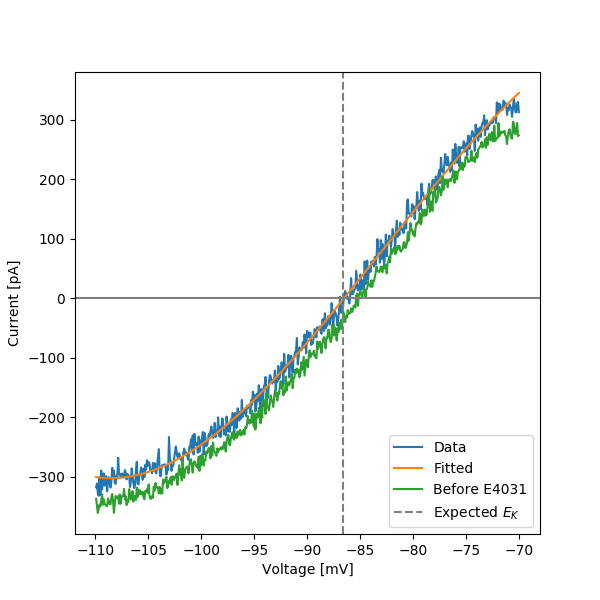 300
200
100
0
−100
−200
−300
Current [pA]
Data
Fitted
Before E4031
Expected E_K
−110 −105 −100 −95 −90 −85 −80 −75 −70
Voltage [mV]